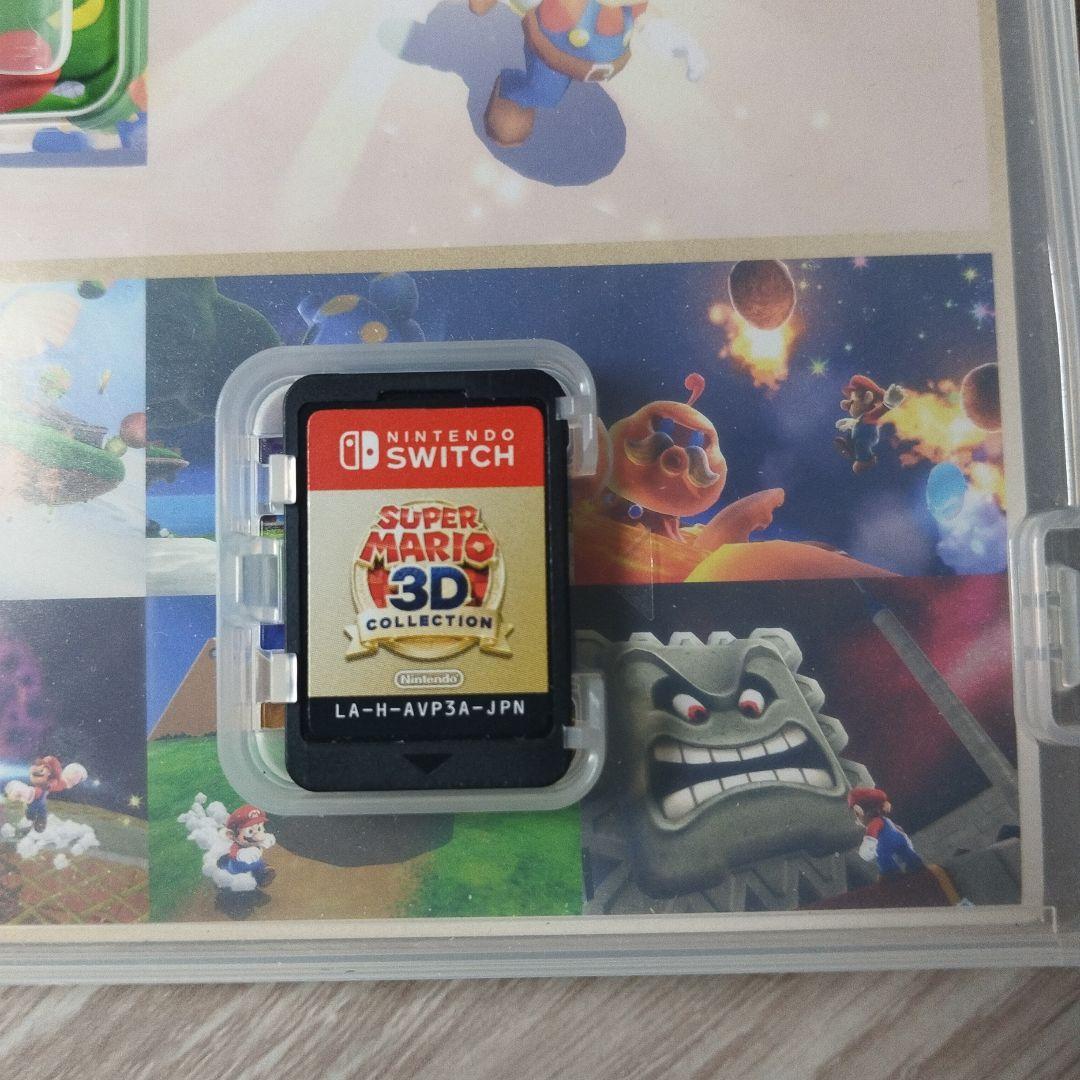 NINTENDO
SWITCH
SUPER
MARIO
3D
COLLECTION
Nintendo
LA-H-AVP3A-JPN